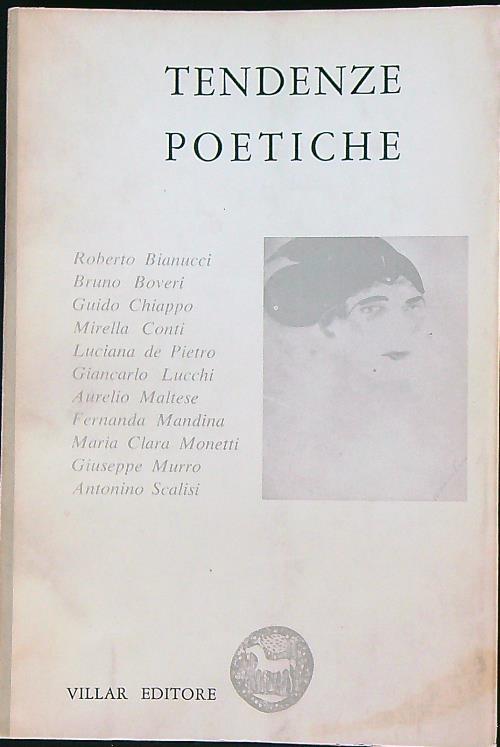 TENDENZE
POETICHE
Roberto Bianucci
Bruno Boveri
Guido Chiappo
Mirella Conti
Luciana de Pietro
Giancarlo Lucchi
Aurelio Maltese
Fernanda Mandina
Maria Clara Monetti
Giuseppe Murro
Antonino Scalisi
VILLAR EDITORE